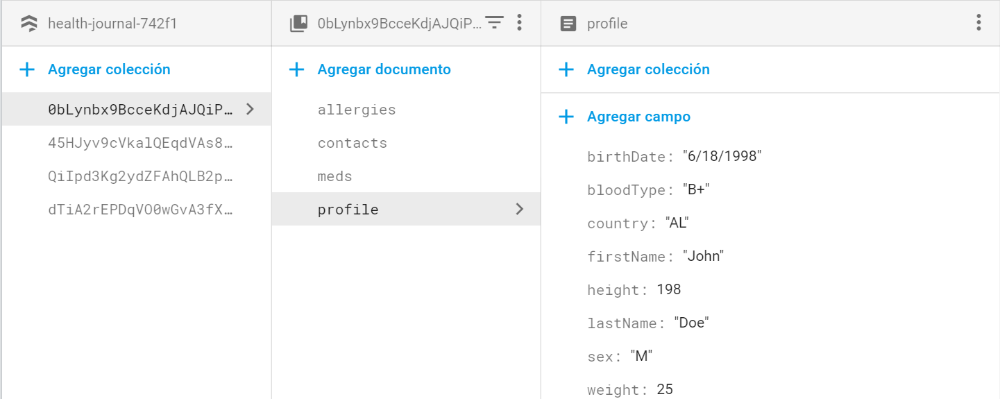 health-journal-742f1
Agregar colección
0bLynbx9BcceKdjAJQiP…
45HJyv9cVkalQEqdVAs8…
QiIpd3Kg2ydZFAhQLB2p…
dTiA2rEPDqVO0wGvA3fX…
0bLynbx9BcceKdjAJQiP…
Agregar documento
allergies
contacts
meds
profile
profile
Agregar colección
Agregar campo
birthDate: "6/18/1998"
bloodType: "B+"
country: "AL"
firstName: "John"
height: 198
lastName: "Doe"
sex: "M"
weight: 25